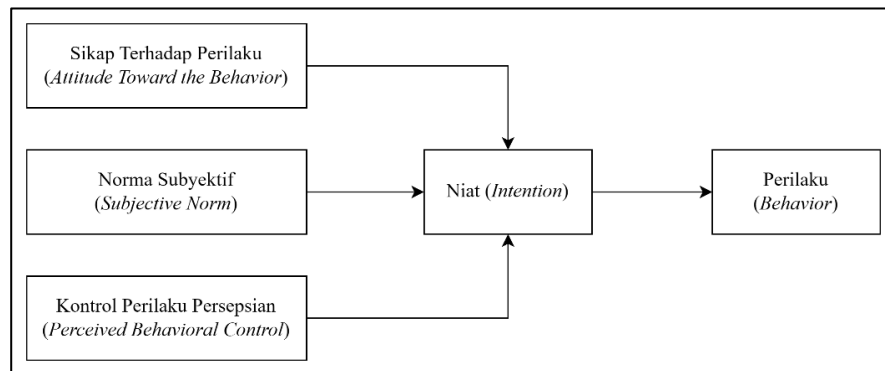 Sikap Terhadap Perilaku
(Attitude Toward the Behavior)
Norma Subyektif
(Subjective Norm)
Niat (Intention)
Perilaku
(Behavior)
Kontrol Perilaku Persepsian
(Perceived Behavioral Control)